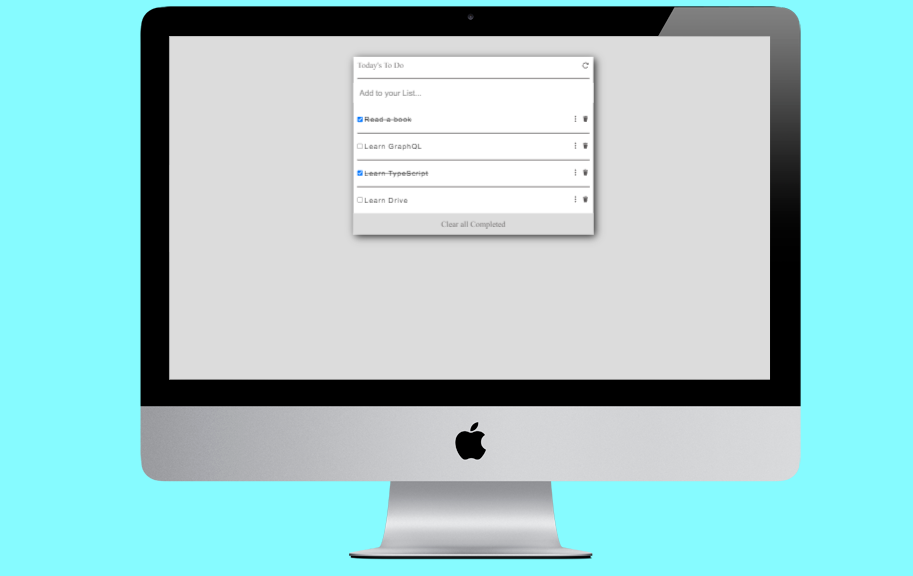 Today's To Do
Add to your List...
Read a book
Learn GraphQL
Learn TypeScript
Learn Drive
Clear all Completed